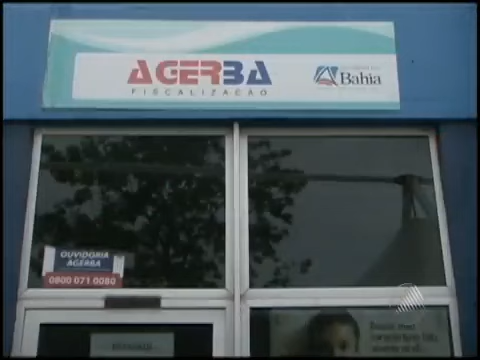 AGERBA
FISCALIZAÇÃO
Bahia
OUVIDORIA
AGERBA
0800 071 0080